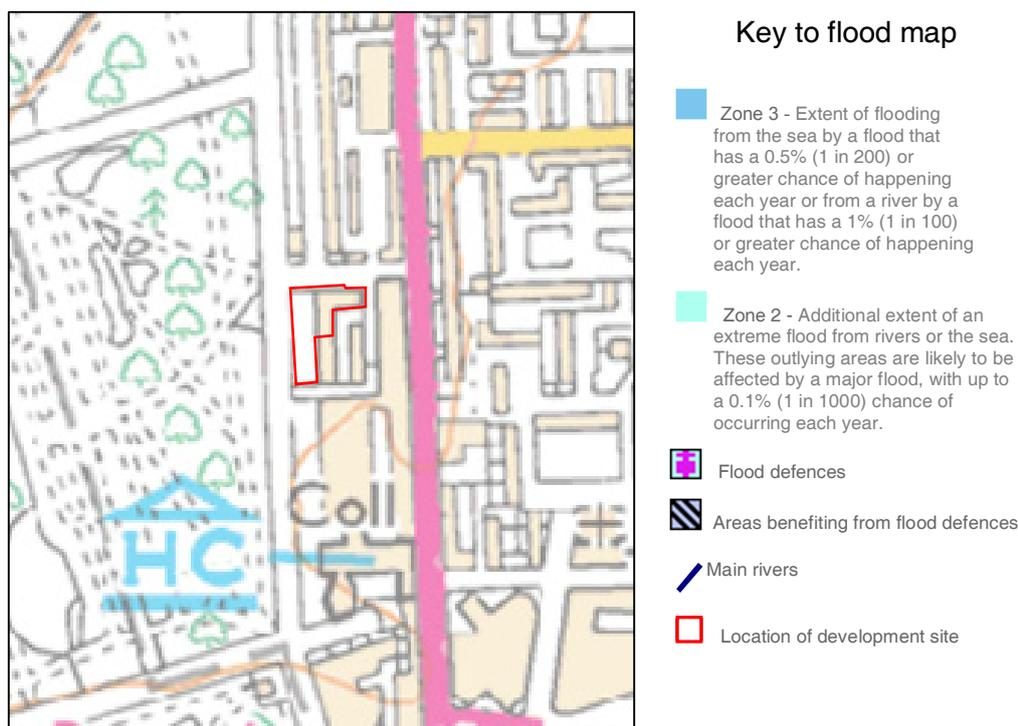 Key to flood map
Zone 3 - Extent of flooding
from the sea by a flood that
has a 0.5% (1 in 200) or
greater chance of happening
each year or from a river by a
flood that has a 1% (1 in 100)
or greater chance of happening
each year.
Zone 2 - Additional extent of an
extreme flood from rivers or the sea.
These outlying areas are likely to be
affected by a major flood, with up to
a 0.1% (1 in 1000) chance of
occurring each year.
Flood defences
Areas benefiting from flood defences
Main rivers
Location of development site
Coll
HC